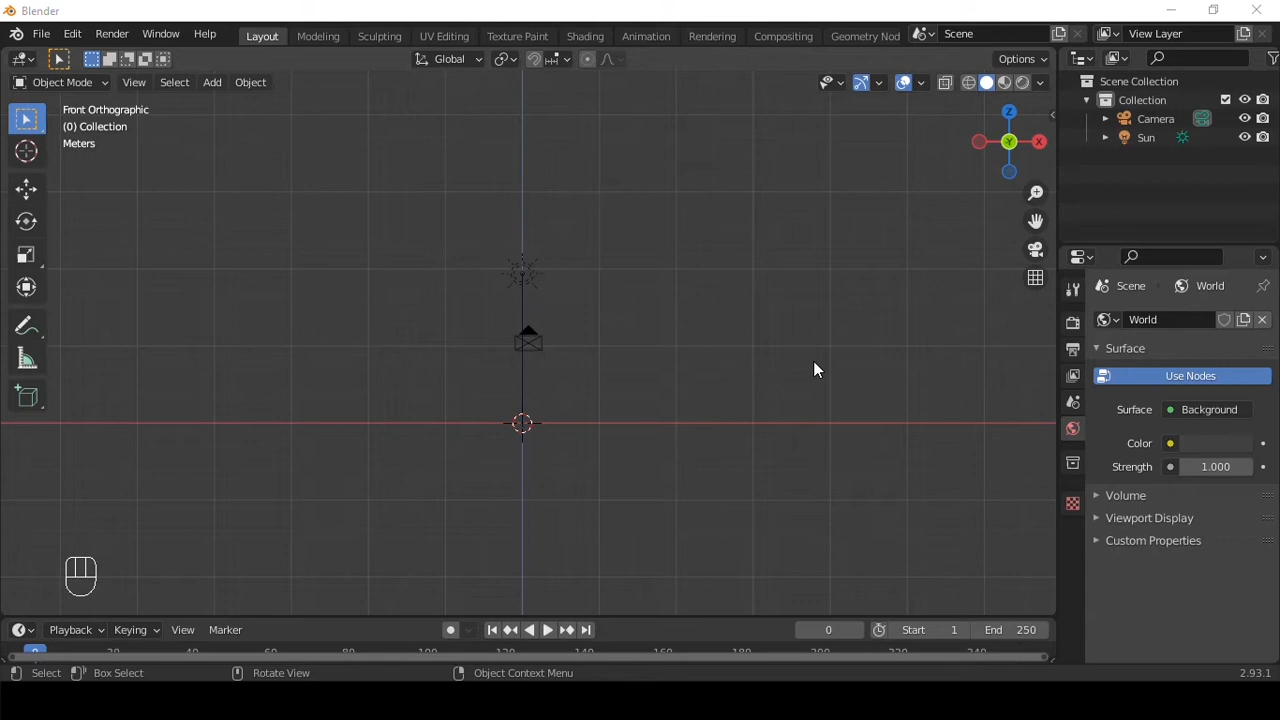 Blender
File Edit Render Window Help Layout Modeling Sculpting UV Editing Texture Paint Shading Animation Rendering Compositing Geometry Nod Scene View Layer
Global Options
Object Mode View Select Add Object
Front Orthographic
(0) Collection
Meters
Z
Y X
Scene Collection
Collection
Camera
Sun
Scene World
World
Surface
Use Nodes
Surface Background
Color
Strength 1.000
Volume
Viewport Display
Custom Properties
Playback Keying View Marker 0 Start 1 End 250
0 20 40 60 80 100 120 140 160 180 200 220 240
Select Box Select Rotate View Object Context Menu 2.93.1